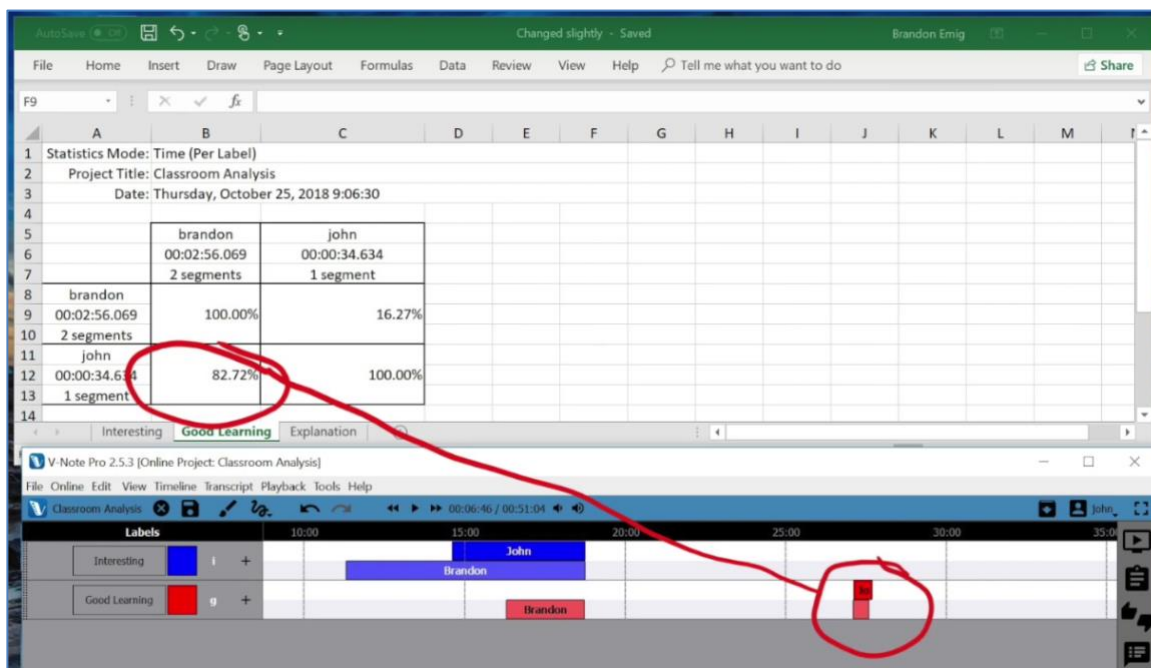 AutoSave Off Changed slightly - Saved Brandon Emig
File Home Insert Draw Page Layout Formulas Data Review View Help Tell me what you want to do Share
F9 fx
A B C D E F G H I J K L M
1 Statistics Mode: Time (Per Label)
2 Project Title: Classroom Analysis
3 Date: Thursday, October 25, 2018 9:06:30
4
5 brandon john
6 00:02:56.069 00:00:34.634
7 2 segments 1 segment
8 brandon
9 00:02:56.069 100.00% 16.27%
10 2 segments
11 john
12 00:00:34.634 82.72% 100.00%
13 1 segment
14
Interesting Good Learning Explanation
V-Note Pro 2.5.3 [Online Project: Classroom Analysis]
File Online Edit View Timeline Transcript Playback Tools Help
Classroom Analysis 00:06:46 / 00:51:04 John
Labels 10:00 15:00 20:00 25:00 30:00 35:0
Interesting i + John
Brandon
Good Learning g + Jo
Brandon